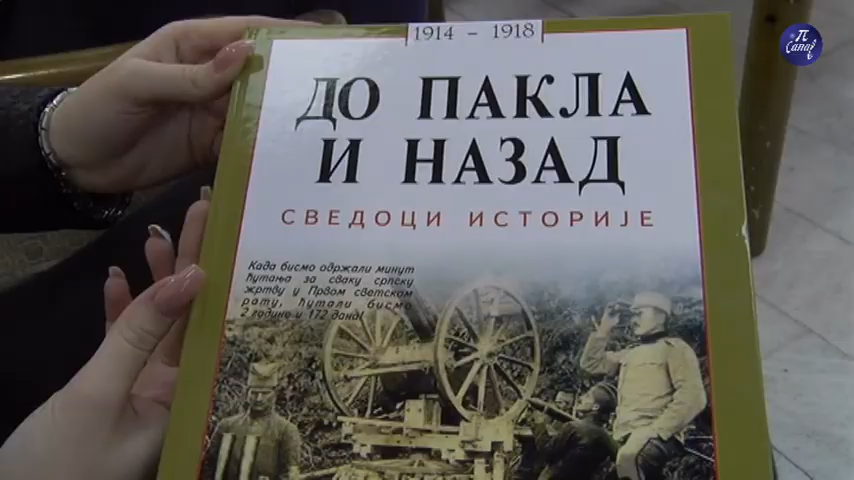 1914 - 1918
ДО ПАКЛА
И НАЗАД
СВЕДОЦИ ИСТОРИЈЕ
Када бисмо одржали минут
ћутања за сваку српску
жртву у Првом светском
рату, ћутали бисмо
2 године и 172 дана!
π
Canal